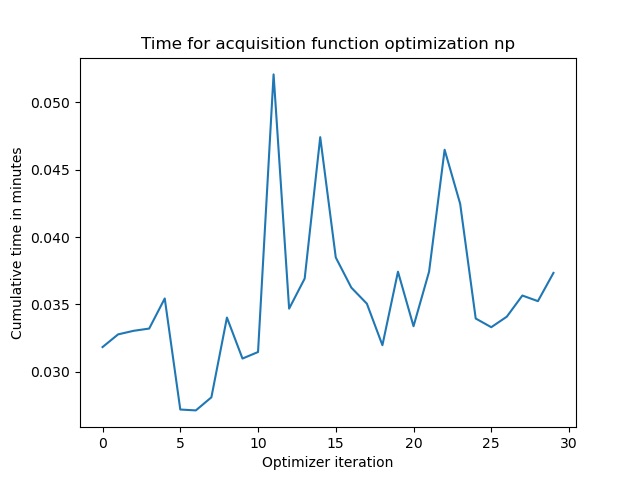 Time for acquisition function optimization np
Cumulative time in minutes
0.050
0.045
0.040
0.035
0.030
0 5 10 15 20 25 30
Optimizer iteration